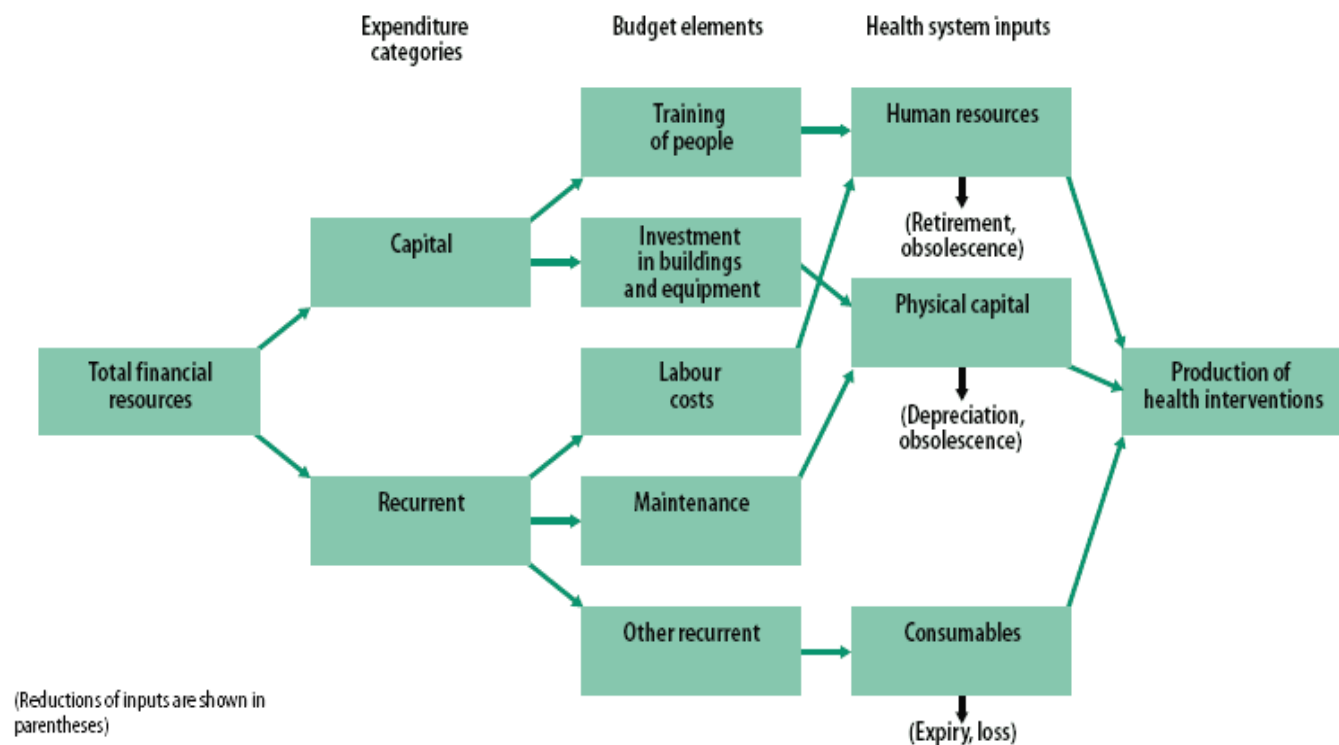 Expenditure
categories
Budget elements
Health system inputs
Training
of people
Human resources
(Retirement,
obsolescence)
Capital
Investment
in buildings
and equipment
Physical capital
(Depreciation,
obsolescence)
Total financial
resources
Labour
costs
Production of
health interventions
Recurrent
Maintenance
Other recurrent
Consumables
(Expiry, loss)
(Reductions of inputs are shown in
parentheses)